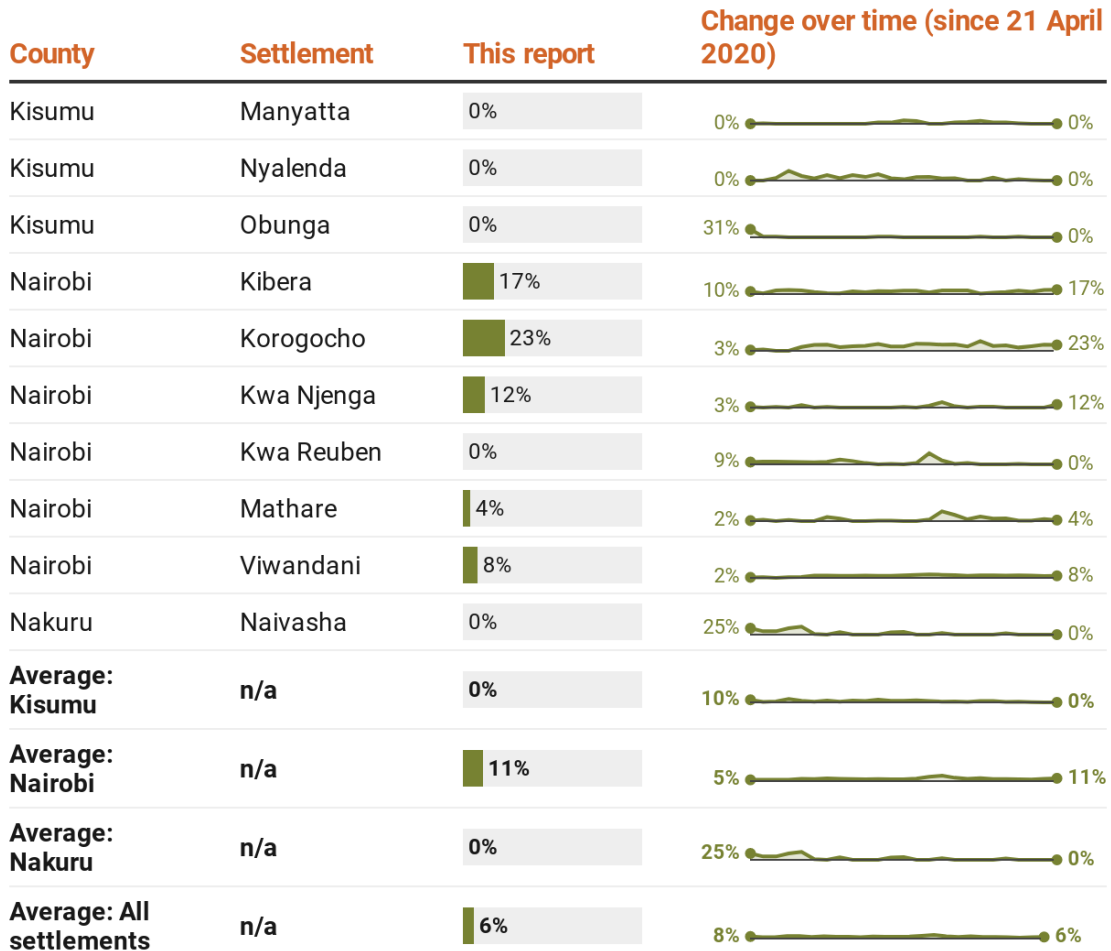 Change over time (since 21 April
County Settlement This report 2020)
Kisumu Manyatta 0% 0% 0%
Kisumu Nyalenda 0% 0% 0%
Kisumu Obunga 0% 31% 0%
Nairobi Kibera 17% 10% 17%
Nairobi Korogocho 23% 3% 23%
Nairobi Kwa Njenga 12% 3% 12%
Nairobi Kwa Reuben 0% 9% 0%
Nairobi Mathare 4% 2% 4%
Nairobi Viwandani 8% 2% 8%
Nakuru Naivasha 0% 25% 0%
Average:
Kisumu n/a 0% 10% 0%
Average:
Nairobi n/a 11% 5% 11%
Average:
Nakuru n/a 0% 25% 0%
Average: All
settlements n/a 6% 8% 6%